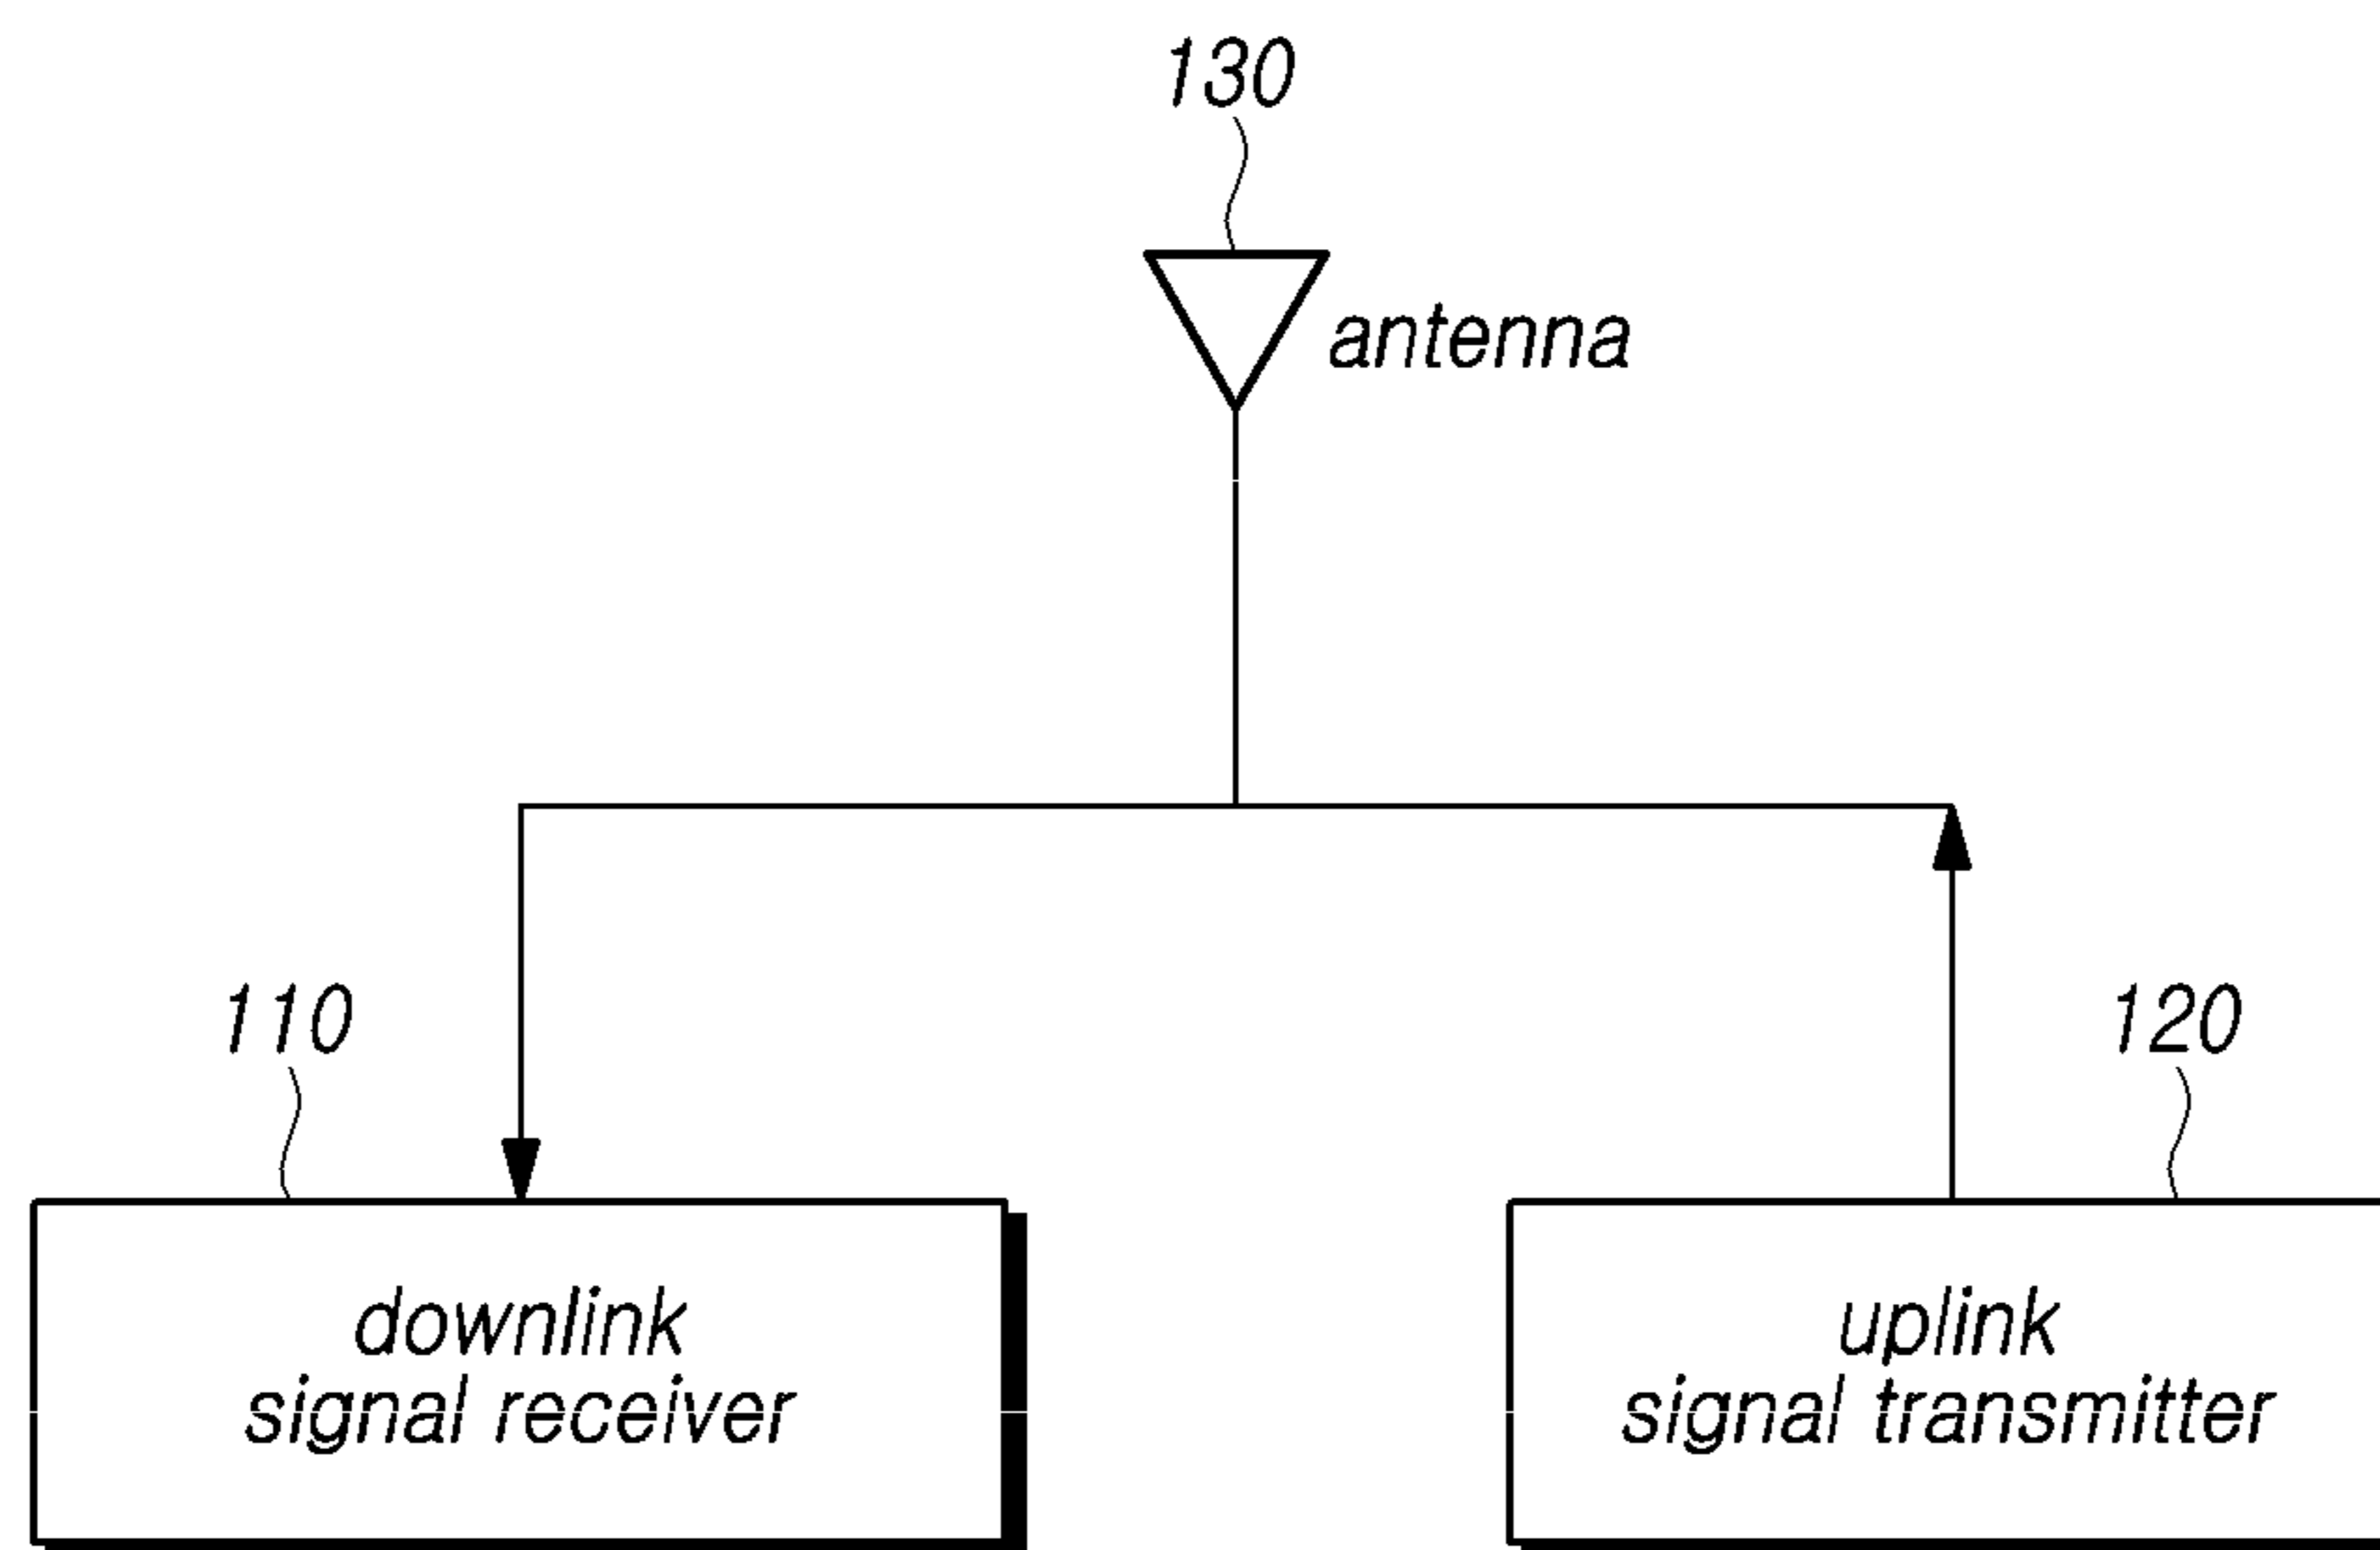 130
antenna
110
120
downlink
signal receiver
uplink
signal transmitter